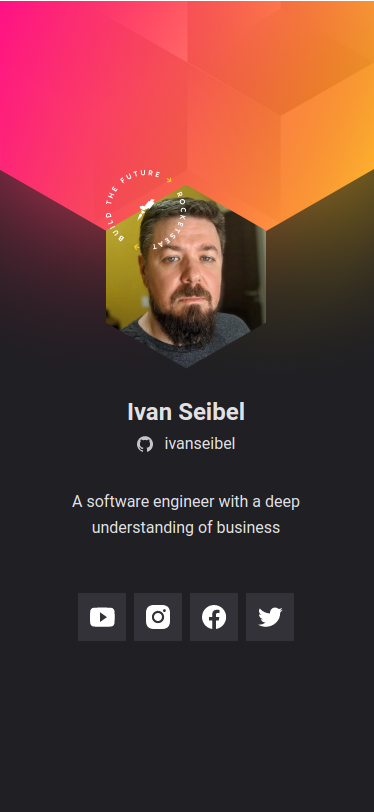 BUILD THE FUTURE → ROCKETSEAT →
Ivan Seibel
ivanseibel
A software engineer with a deep
understanding of business